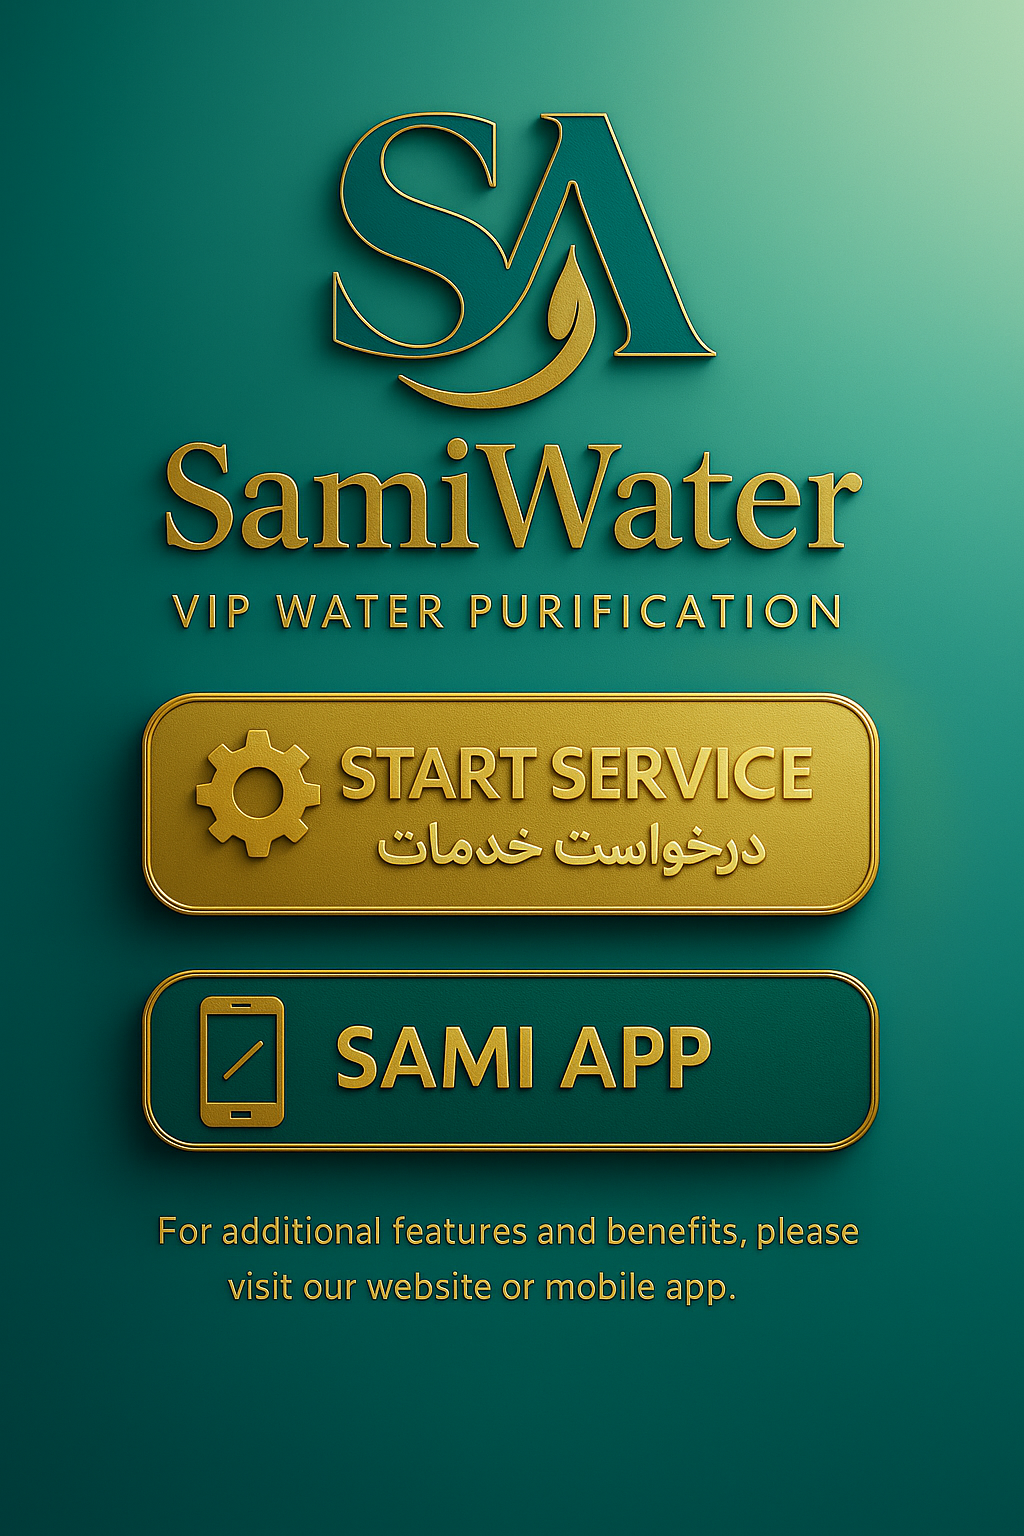 SA
SamiWater
VIP WATER PURIFICATION
START SERVICE
درخواست خدمات
SAMI APP
For additional features and benefits, please
visit our website or mobile app.